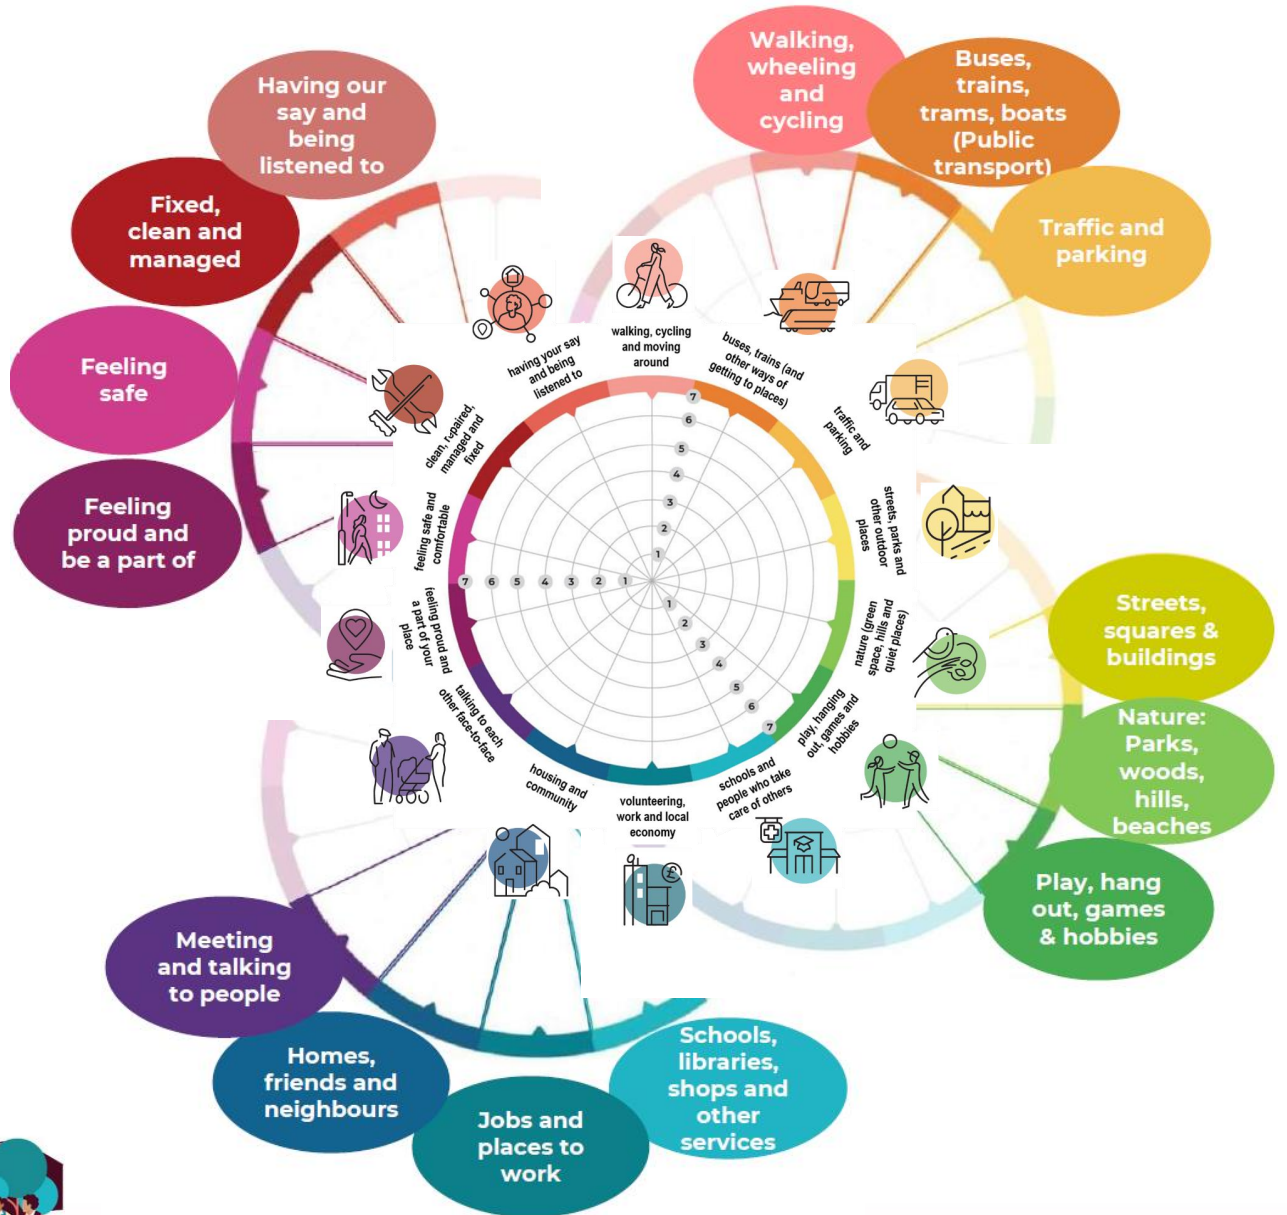 Walking,
wheeling
and
cycling
Buses,
trains,
trams, boats
(Public
transport)
Traffic and
parking
Having our
say and
being
listened to
Fixed,
clean and
managed
Feeling
safe
Feeling
proud and
be a part of
Streets,
squares &
buildings
Nature:
Parks,
woods,
hills,
beaches
Play, hang
out, games
& hobbies
Schools,
libraries,
shops and
other
services
Jobs and
places to
work
Homes,
friends and
neighbours
Meeting
and talking
to people
walking, cycling
and moving
around
buses, trains (and
other ways of
getting to places)
traffic and
parking
streets, parks and
other outdoor
places
nature (green
space, hills and
quiet places)
play, hanging
out, games and
hobbies
schools and
people who take
care of others
volunteering,
work and local
economy
housing and
community
talking to each
other face-to-face
feeling proud and
a part of your
place
feeling safe and
comfortable
clean, repaired,
managed and
fixed
having your say
and being
listened to
7
6
5
4
3
2
1
7 6 5 4 3 2 1
1
2
3
4
5
6
7
£